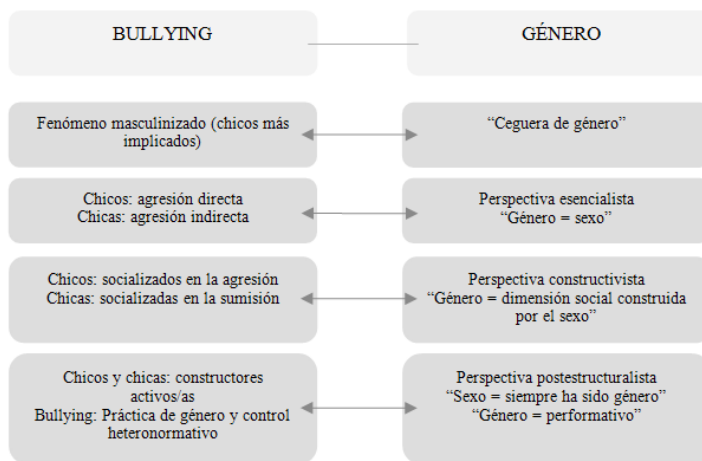 BULLYING
GÉNERO
Fenómeno masculinizado (chicos más
implicados)
“Ceguera de género”
Chicos: agresión directa
Chicas: agresión indirecta
Perspectiva esencialista
“Género = sexo”
Chicos: socializados en la agresión
Chicas: socializadas en la sumisión
Perspectiva constructivista
“Género = dimensión social construida
por el sexo”
Chicos y chicas: constructores
activos/as
Bullying: Práctica de género y control
heteronormativo
Perspectiva postestructuralista
“Sexo = siempre ha sido género”
“Género = performativo”